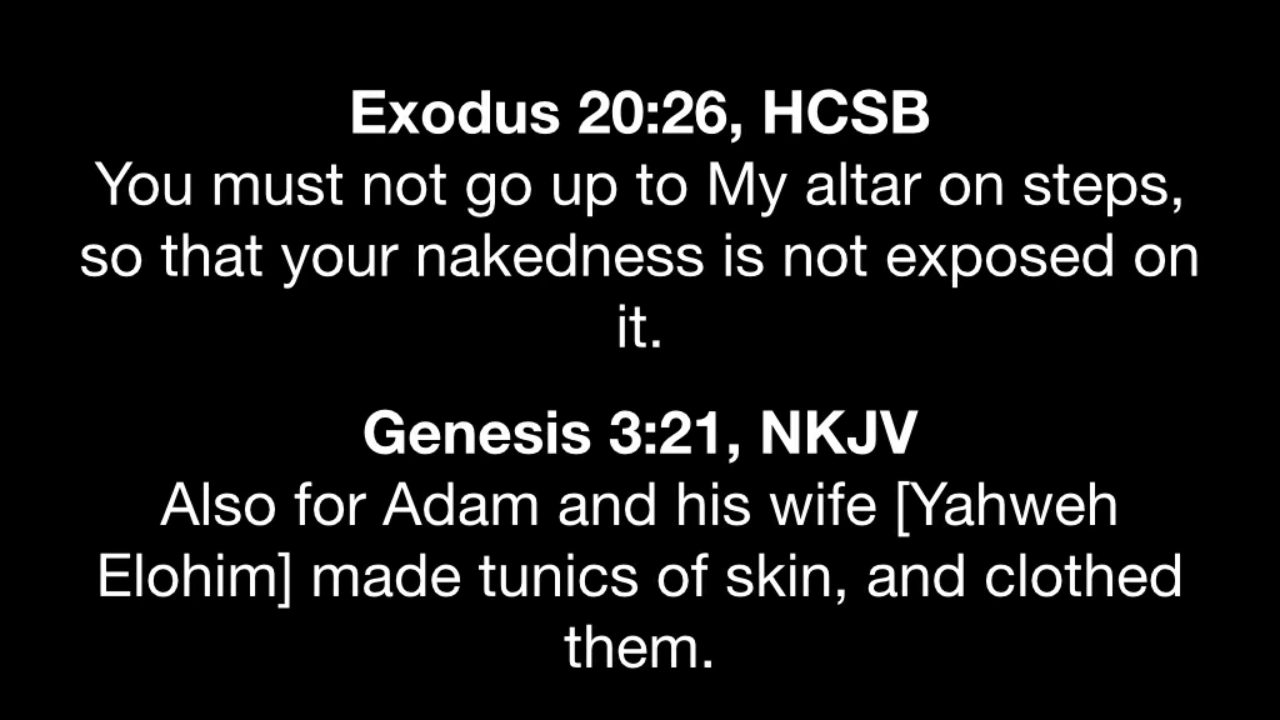 Exodus 20:26, HCSB
You must not go up to My altar on steps,
so that your nakedness is not exposed on
it.
Genesis 3:21, NKJV
Also for Adam and his wife [Yahweh
Elohim] made tunics of skin, and clothed
them.